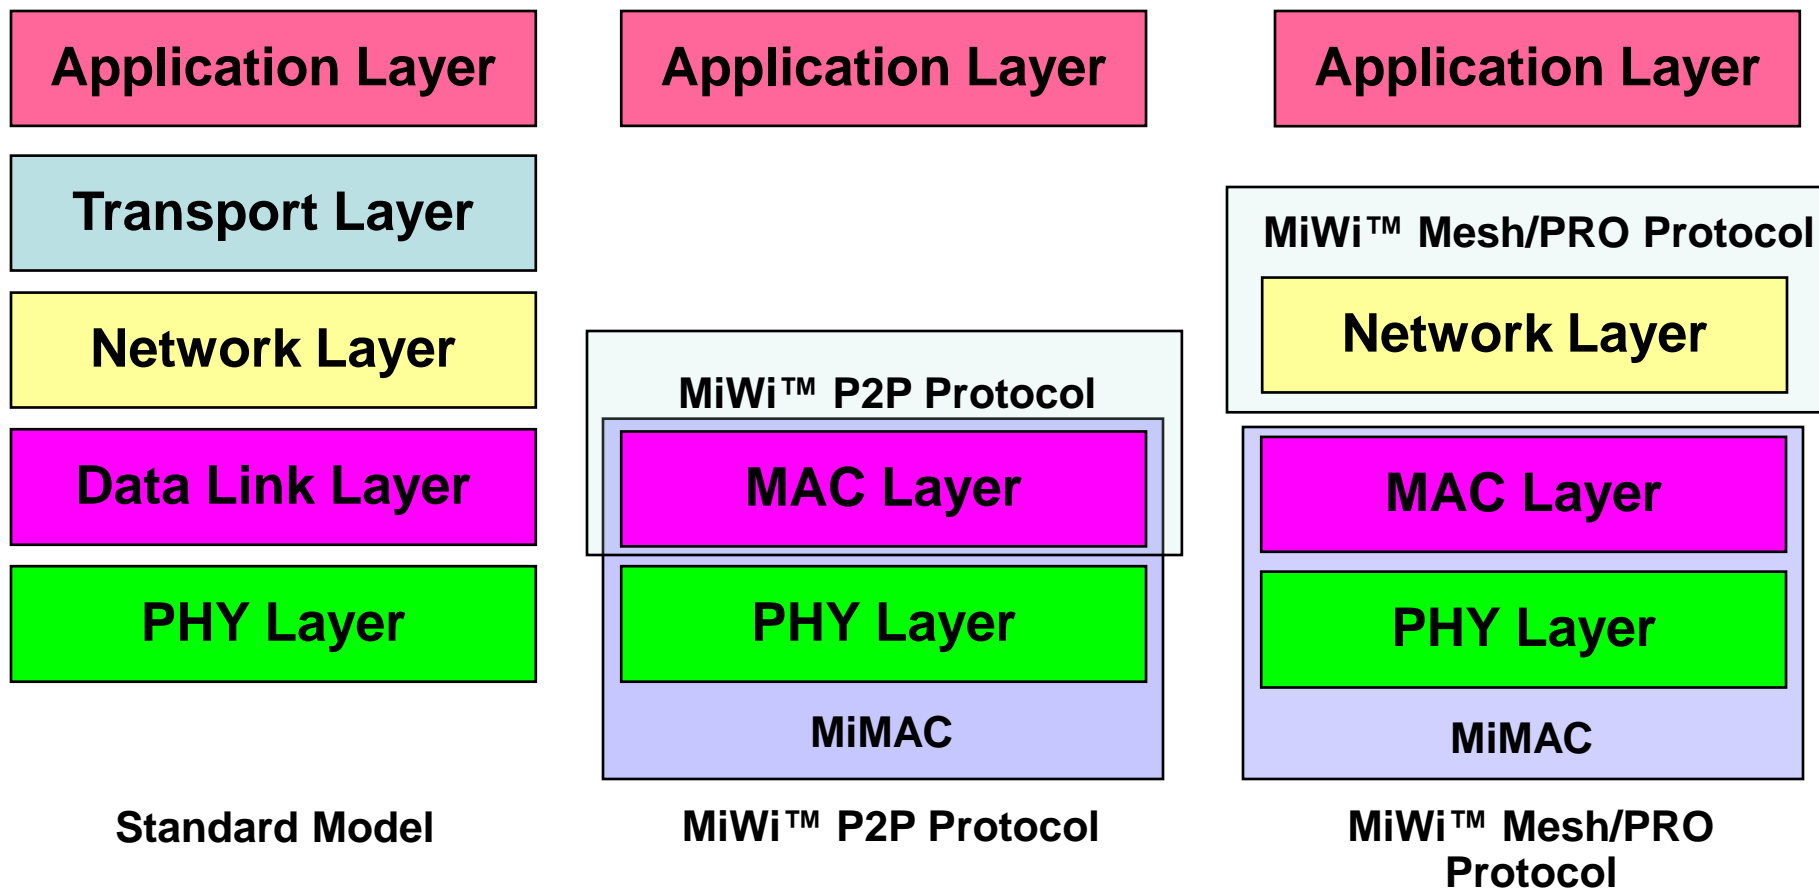 Application Layer
Transport Layer
Network Layer
Data Link Layer
PHY Layer
Standard Model
Application Layer
MiWi™ P2P Protocol
MAC Layer
PHY Layer
MiMAC
MiWi™ P2P Protocol
Application Layer
MiWi™ Mesh/PRO Protocol
Network Layer
MAC Layer
PHY Layer
MiMAC
MiWi™ Mesh/PRO
Protocol